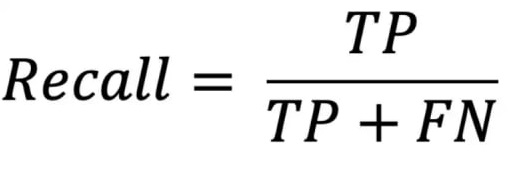 Recall = TP / TP + FN